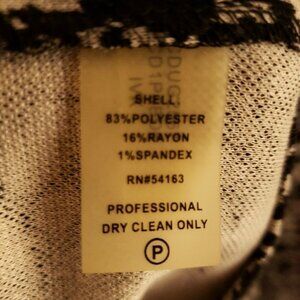 SHELL
83%POLYESTER
16%RAYON
1%SPANDEX
RN#54163
PROFESSIONAL
DRY CLEAN ONLY
P